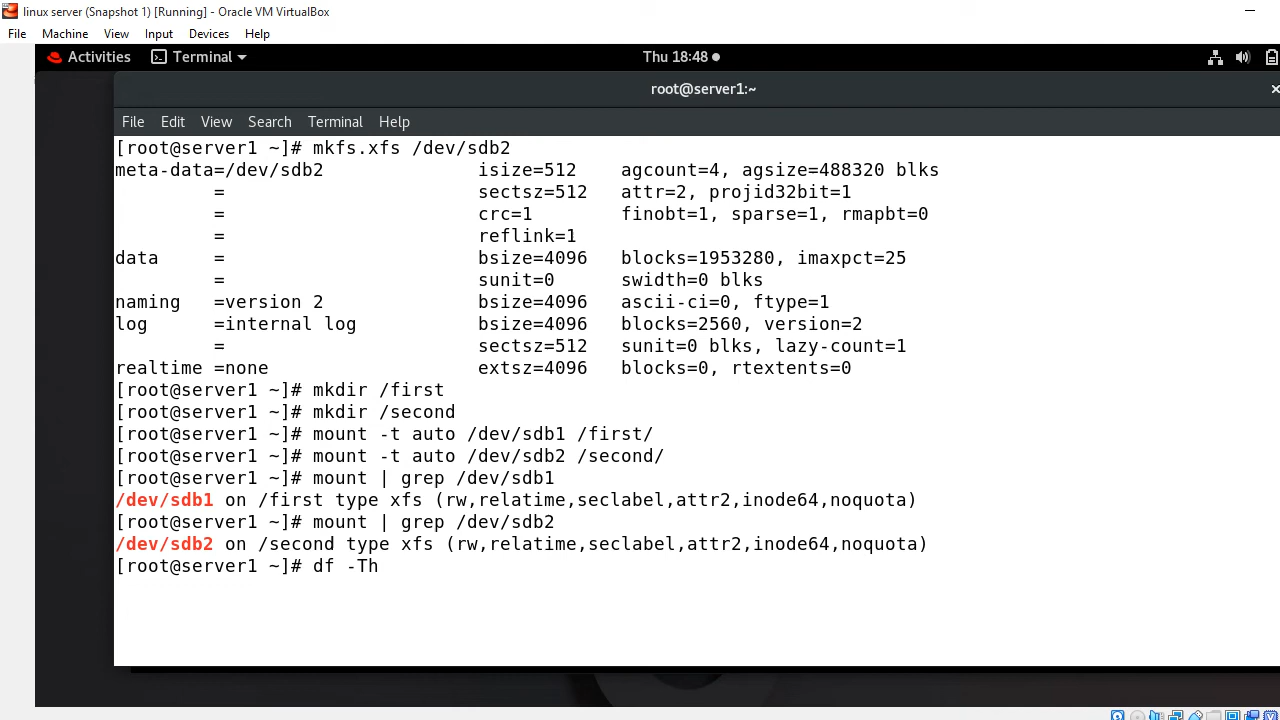 linux server (Snapshot 1) [Running] - Oracle VM VirtualBox
File Machine View Input Devices Help
Activities Terminal Thu 18:48
root@server1:~
File Edit View Search Terminal Help
[root@server1 ~]# mkfs.xfs /dev/sdb2
meta-data=/dev/sdb2              isize=512    agcount=4, agsize=488320 blks
         =                       sectsz=512   attr=2, projid32bit=1
         =                       crc=1        finobt=1, sparse=1, rmapbt=0
         =                       reflink=1
data     =                       bsize=4096   blocks=1953280, imaxpct=25
         =                       sunit=0      swidth=0 blks
naming   =version 2              bsize=4096   ascii-ci=0, ftype=1
log      =internal log           bsize=4096   blocks=2560, version=2
         =                       sectsz=512   sunit=0 blks, lazy-count=1
realtime =none                   extsz=4096   blocks=0, rtextents=0
[root@server1 ~]# mkdir /first
[root@server1 ~]# mkdir /second
[root@server1 ~]# mount -t auto /dev/sdb1 /first/
[root@server1 ~]# mount -t auto /dev/sdb2 /second/
[root@server1 ~]# mount | grep /dev/sdb1
/dev/sdb1 on /first type xfs (rw,relatime,seclabel,attr2,inode64,noquota)
[root@server1 ~]# mount | grep /dev/sdb2
/dev/sdb2 on /second type xfs (rw,relatime,seclabel,attr2,inode64,noquota)
[root@server1 ~]# df -Th